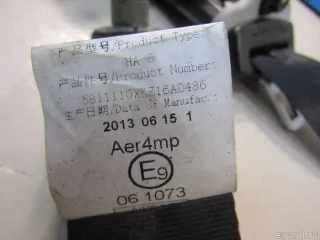 产品型号/Product Type:
HA-6
产品件号/Product Number:
5811110XKZ16A0486
生产日期/Data of Manufac..
2013 06 15 1
Aer4mp
E9
06 1073